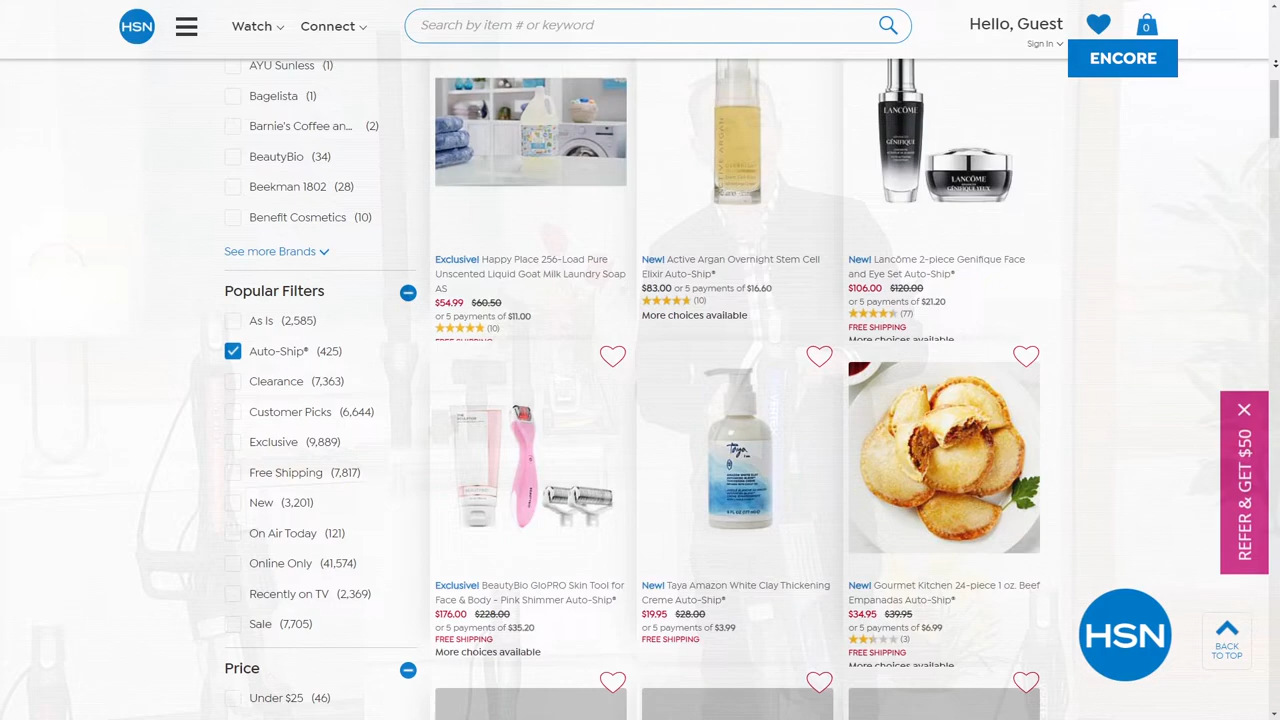 HSN
Watch
Connect
Search by item # or keyword
Hello, Guest
Sign In
0
ENCORE
AYU Sunless (1)
Bagelista (1)
Barnie's Coffee an... (2)
BeautyBio (34)
Beekman 1802 (28)
Benefit Cosmetics (10)
See more Brands
Popular Filters
As Is (2,585)
Auto-Ship® (425)
Clearance (7,363)
Customer Picks (6,644)
Exclusive (9,889)
Free Shipping (7,817)
New (3,201)
On Air Today (121)
Online Only (41,574)
Recently on TV (2,369)
Sale (7,705)
Price
Under $25 (46)
ACTIVE ARGAN
LANCÔME
GÉNIFIQUE
LANCÔME
GÉNIFIQUE YEUX
Exclusive! Happy Place 256-Load Pure
Unscented Liquid Goat Milk Laundry Soap
AS
$54.99 $60.50
or 5 payments of $11.00
(10)
FREE SHIPPING
New! Active Argan Overnight Stem Cell
Elixir Auto-Ship®
$83.00 or 5 payments of $16.60
(10)
More choices available
New! Lancôme 2-piece Genifique Face
and Eye Set Auto-Ship®
$106.00 $120.00
or 5 payments of $21.20
(77)
FREE SHIPPING
More choices available
Taya
Exclusive! BeautyBio GloPRO Skin Tool for
Face & Body - Pink Shimmer Auto-Ship®
$176.00 $228.00
or 5 payments of $35.20
FREE SHIPPING
More choices available
New! Taya Amazon White Clay Thickening
Creme Auto-Ship®
$19.95 $28.00
or 5 payments of $3.99
FREE SHIPPING
New! Gourmet Kitchen 24-piece 1 oz. Beef
Empanadas Auto-Ship®
$34.95 $39.95
or 5 payments of $6.99
(3)
FREE SHIPPING
More choices available
REFER & GET $50
HSN
BACK
TO TOP